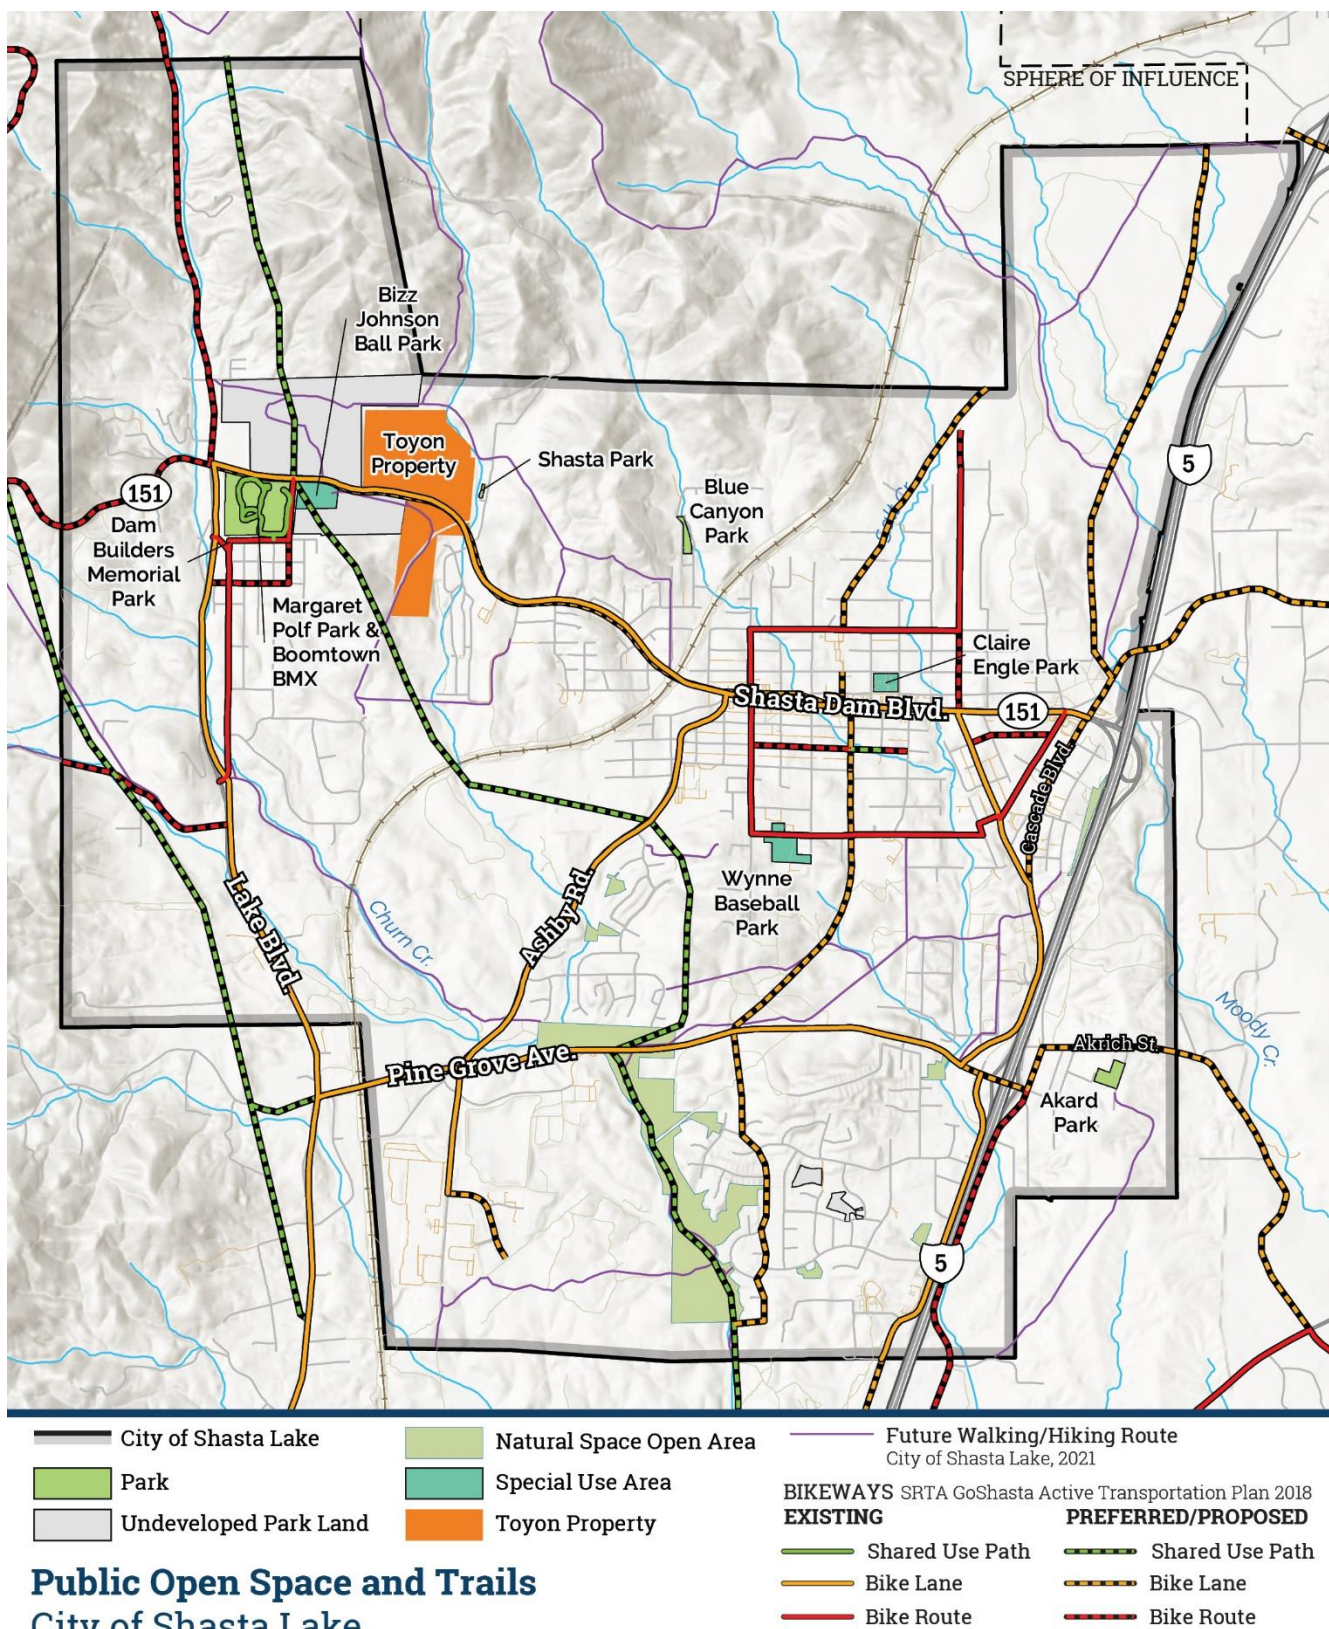 SPHERE OF INFLUENCE
Bizz
Johnson
Ball Park
Toyon
Property
Shasta Park
5
151
Dam
Builders
Memorial
Park
Blue
Canyon
Park
Margaret
Polf Park &
Boomtown
BMX
Claire
Engle Park
Shasta Dam Blvd.
151
Cascade Blvd.
Wynne
Baseball
Park
Lake Blvd.
Churn Cr.
Ashby Rd.
Moody Cr.
Pine Grove Ave.
Akrich St.
Akard
Park
5
City of Shasta Lake
Park
Undeveloped Park Land
Natural Space Open Area
Special Use Area
Toyon Property
Future Walking/Hiking Route
City of Shasta Lake, 2021
BIKEWAYS SRTA GoShasta Active Transportation Plan 2018
EXISTING
Shared Use Path
Bike Lane
Bike Route
PREFERRED/PROPOSED
Shared Use Path
Bike Lane
Bike Route
Public Open Space and Trails
City of Shasta Lake